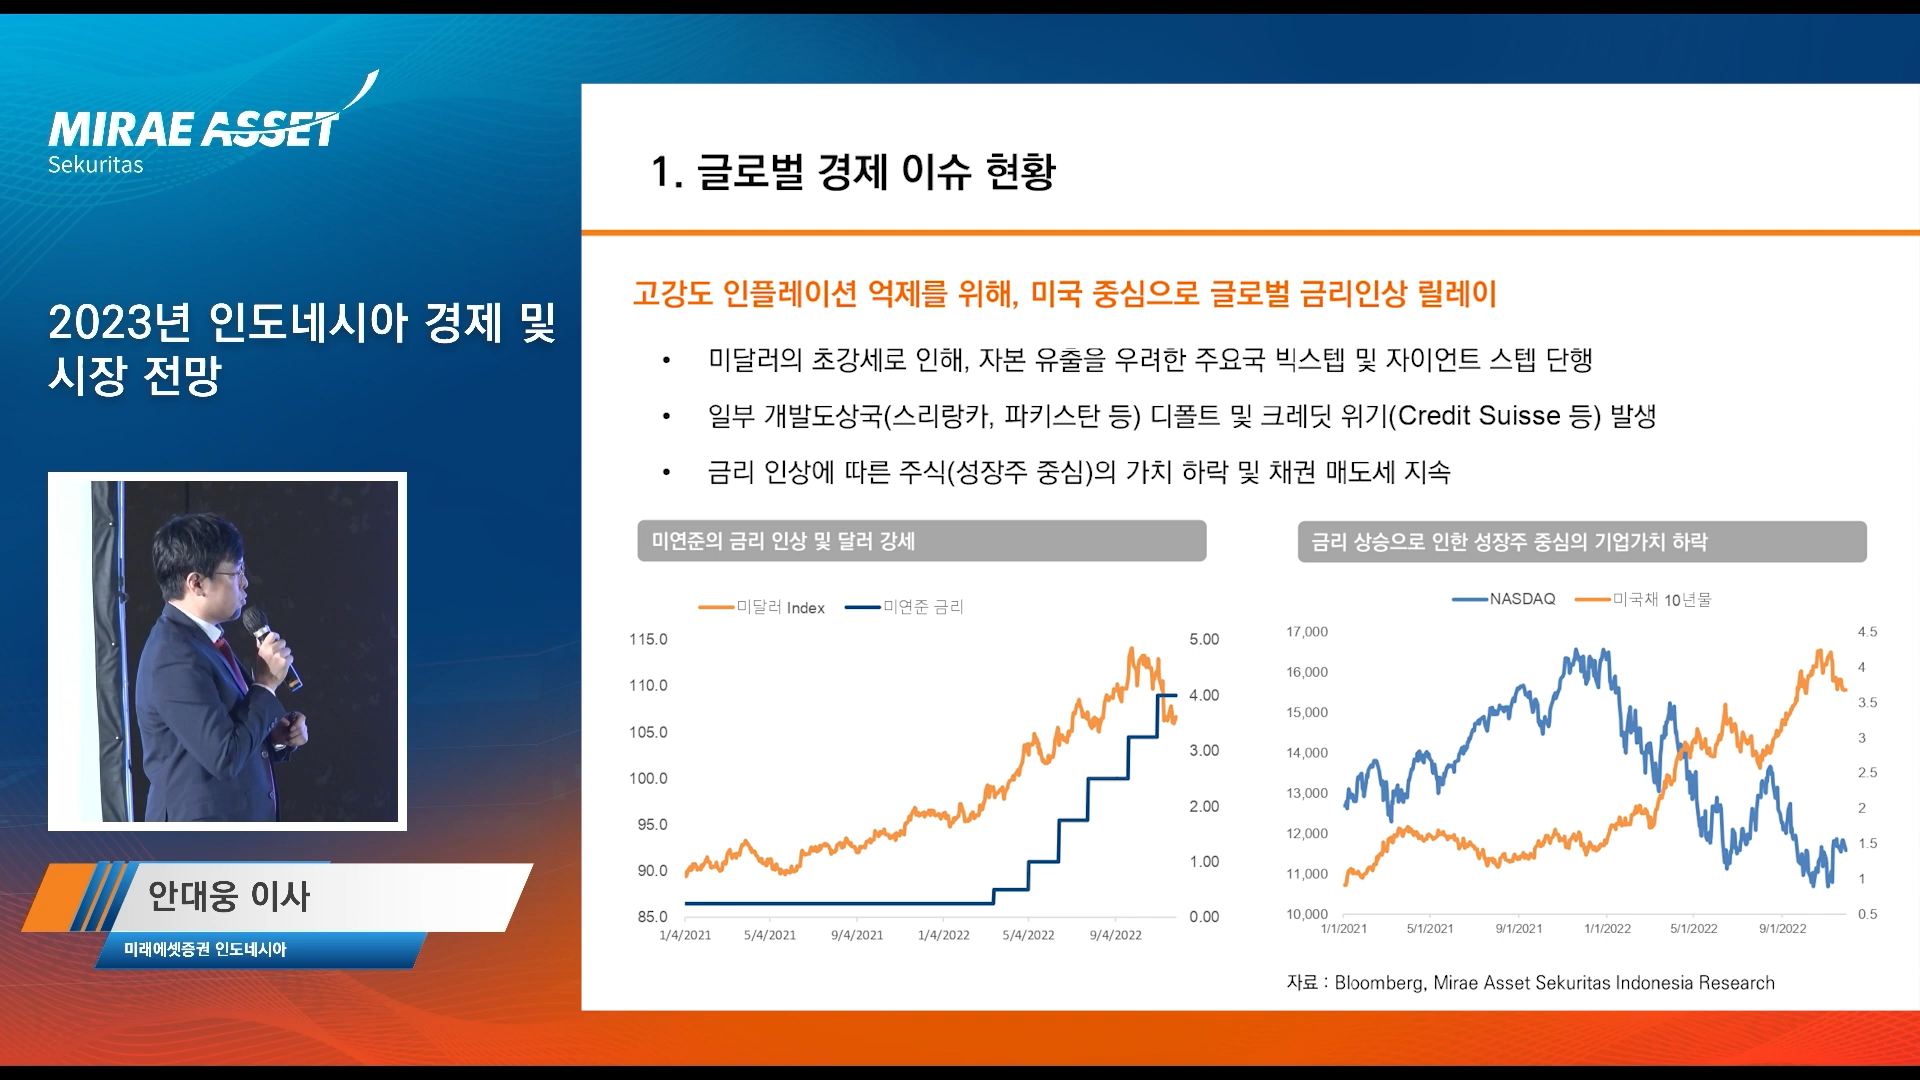 MIRAE ASSET
Sekuritas
2023년 인도네시아 경제 및
시장 전망
안대웅 이사
미래에셋증권 인도네시아
1. 글로벌 경제 이슈 현황
고강도 인플레이션 억제를 위해, 미국 중심으로 글로벌 금리인상 릴레이
• 미달러의 초강세로 인해, 자본 유출을 우려한 주요국 빅스텝 및 자이언트 스텝 단행
• 일부 개발도상국(스리랑카, 파키스탄 등) 디폴트 및 크레딧 위기(Credit Suisse 등) 발생
• 금리 인상에 따른 주식(성장주 중심)의 가치 하락 및 채권 매도세 지속
미연준의 금리 인상 및 달러 강세
미달러 Index 미연준 금리
115.0
110.0
105.0
100.0
95.0
90.0
85.0
5.00
4.00
3.00
2.00
1.00
0.00
1/4/2021 5/4/2021 9/4/2021 1/4/2022 5/4/2022 9/4/2022
금리 상승으로 인한 성장주 중심의 기업가치 하락
NASDAQ 미국채 10년물
17,000
16,000
15,000
14,000
13,000
12,000
11,000
10,000
4.5
4
3.5
3
2.5
2
1.5
1
0.5
1/1/2021 5/1/2021 9/1/2021 1/1/2022 5/1/2022 9/1/2022
자료 : Bloomberg, Mirae Asset Sekuritas Indonesia Research